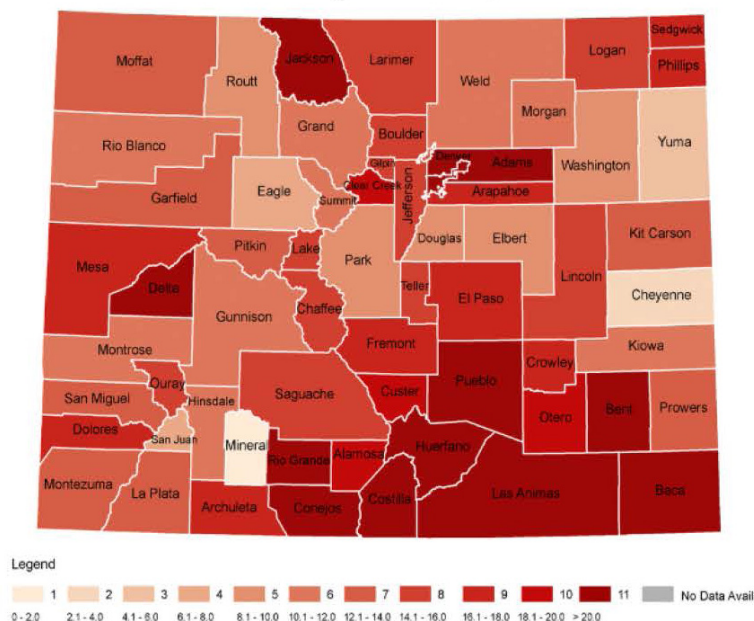 Sedgwick
Jackson Larimer Logan
Moffat Phillips
Routt Weld
Morgan
Grand Yuma
Rio Blanco Boulder
Gilpin Denver Adams Washington
Garfield Eagle Clear Creek Arapahoe
Summit Jefferson
Pitkin Lake Douglas Elbert Kit Carson
Mesa Park
Delta Teller Lincoln
Chaffee El Paso Cheyenne
Gunnison
Montrose Fremont Kiowa
Ouray Crowley
San Miguel Hinsdale Saguache Custer Pueblo
Otero Bent Prowers
Dolores San Juan Mineral Huerfano
Rio Grande Alamosa
Montezuma La Plata Las Animas Baca
Archuleta Conejos Costilla
Legend
1 2 3 4 5 6 7 8 9 10 11 No Data Avail
0 - 2.0 2.1 - 4.0 4.1 - 6.0 6.1 - 8.0 8.1 - 10.0 10.1 - 12.0 12.1 - 14.0 14.1 - 16.0 16.1 - 18.0 18.1 - 20.0 > 20.0